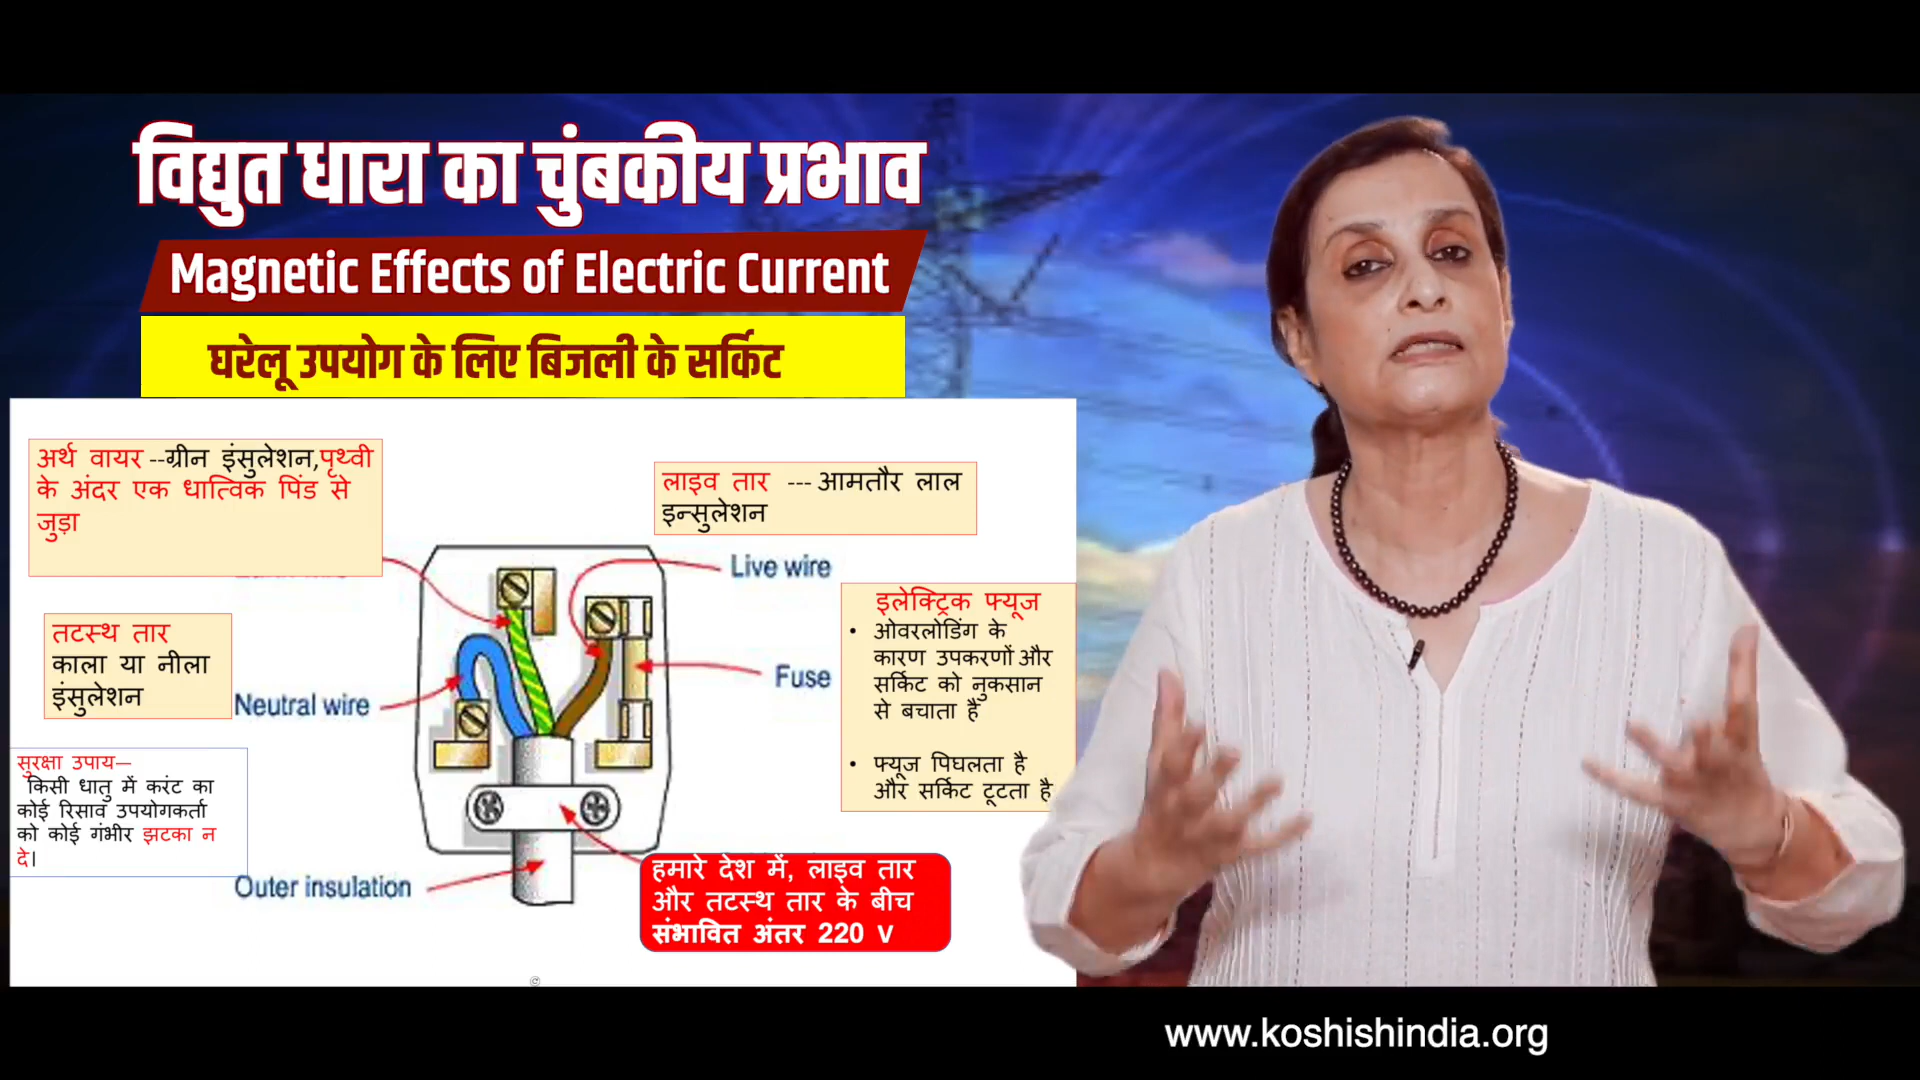 विद्युत धारा का चुंबकीय प्रभाव
Magnetic Effects of Electric Current
घरेलू उपयोग के लिए बिजली के सर्किट
अर्थ वायर --ग्रीन इंसुलेशन,पृथ्वी
के अंदर एक धात्विक पिंड से
जुड़ा
लाइव तार --- आमतौर लाल
इन्सुलेशन
Live wire
इलेक्ट्रिक फ्यूज
• ओवरलोडिंग के
कारण उपकरणों और
सर्किट को नुकसान
से बचाता है
• फ्यूज पिघलता है
और सर्किट टूटता है
तटस्थ तार
काला या नीला
इंसुलेशन
Neutral wire
Fuse
सुरक्षा उपाय—
किसी धातु में करंट का
कोई रिसाव उपयोगकर्ता
को कोई गंभीर झटका न
दे।
Outer insulation
हमारे देश में, लाइव तार
और तटस्थ तार के बीच
संभावित अंतर 220 v
www.koshishindia.org